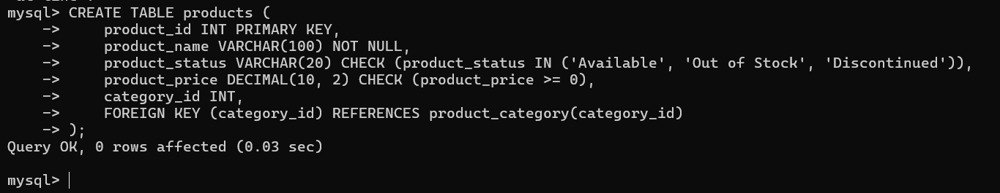 mysql> CREATE TABLE products (
    ->     product_id INT PRIMARY KEY,
    ->     product_name VARCHAR(100) NOT NULL,
    ->     product_status VARCHAR(20) CHECK (product_status IN ('Available', 'Out of Stock', 'Discontinued')),
    ->     product_price DECIMAL(10, 2) CHECK (product_price >= 0),
    ->     category_id INT,
    ->     FOREIGN KEY (category_id) REFERENCES product_category(category_id)
    -> );
Query OK, 0 rows affected (0.03 sec)
mysql>